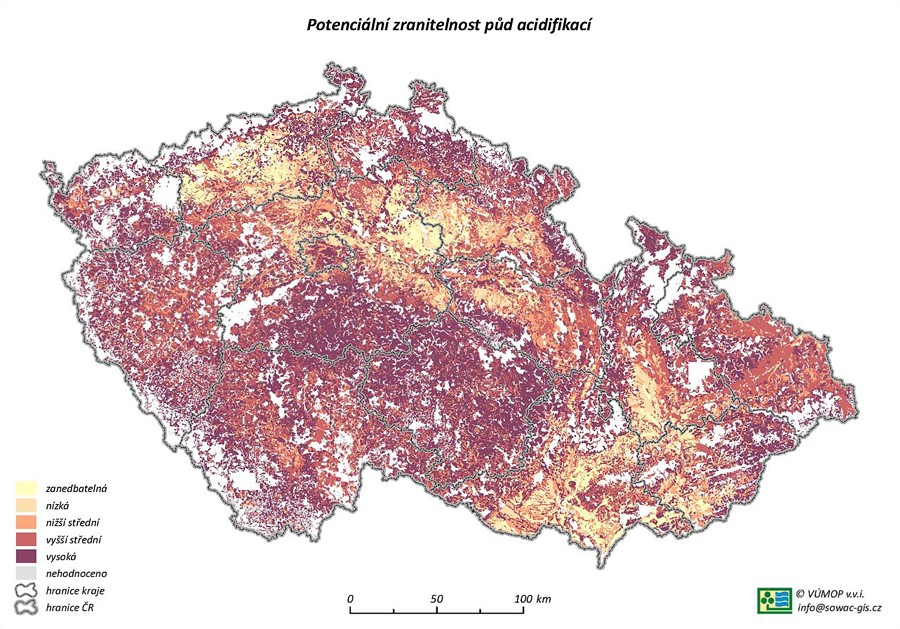 Potenciální zranitelnost půd acidifikací
zanedbatelná
nízká
nižší střední
vyšší střední
vysoká
nehodnoceno
hranice kraje
hranice ČR
0 50 100 km
© VÚMOP v.v.i.
info@sowac-gis.cz